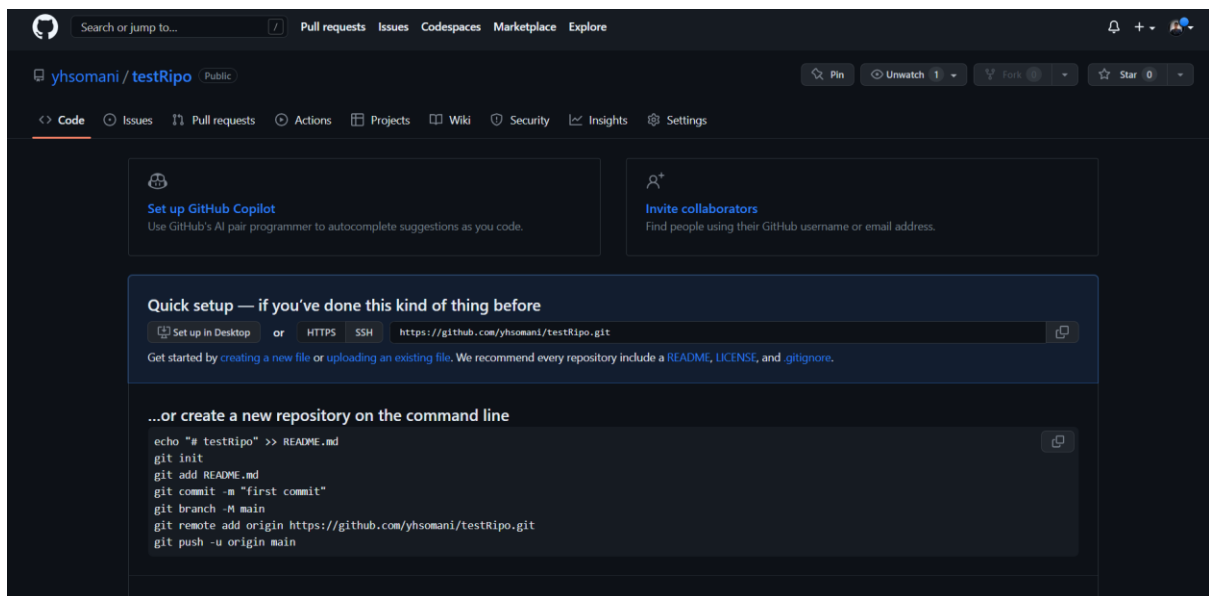 Search or jump to... / Pull requests Issues Codespaces Marketplace Explore
yhsomani / testRipo Public Pin Unwatch 1 Fork 0 Star 0
Code Issues Pull requests Actions Projects Wiki Security Insights Settings
Set up GitHub Copilot
Use GitHub's AI pair programmer to autocomplete suggestions as you code.
Invite collaborators
Find people using their GitHub username or email address.
Quick setup — if you've done this kind of thing before
Set up in Desktop or HTTPS SSH https://github.com/yhsomani/testRipo.git
Get started by creating a new file or uploading an existing file. We recommend every repository include a README, LICENSE, and .gitignore.
...or create a new repository on the command line
echo "# testRipo" >> README.md
git init
git add README.md
git commit -m "first commit"
git branch -M main
git remote add origin https://github.com/yhsomani/testRipo.git
git push -u origin main